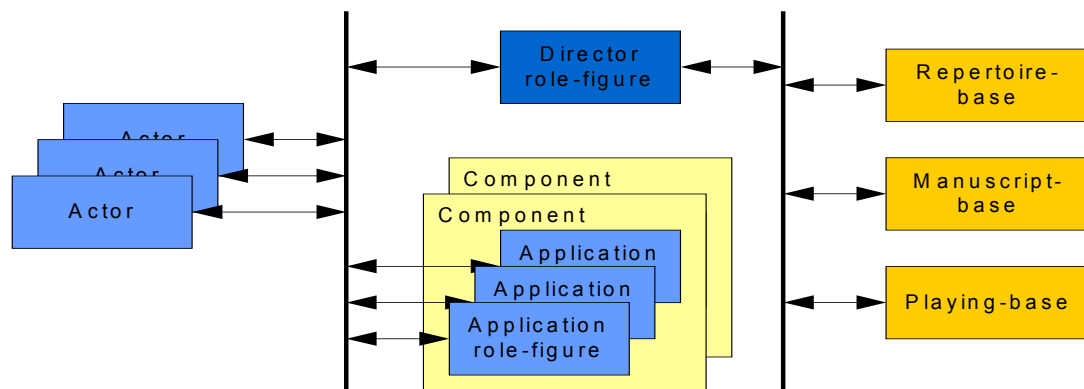 Director
role-figure
Repertoire-
base
Actor
Actor
Actor
Component
Component
Manuscript-
base
Application
Application
Application
role-figure
Playing-base